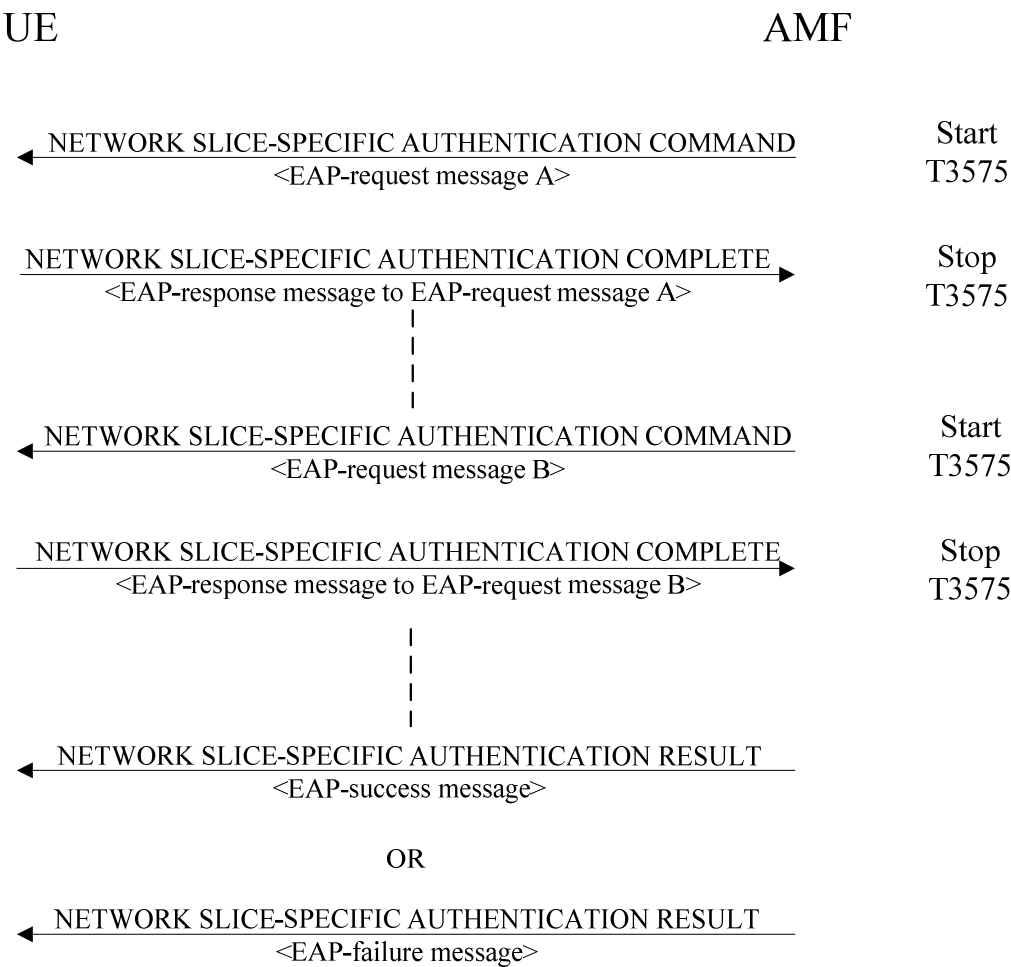 UE AMF
NETWORK SLICE-SPECIFIC AUTHENTICATION COMMAND
<EAP-request message A>
Start
T3575
NETWORK SLICE-SPECIFIC AUTHENTICATION COMPLETE
<EAP-response message to EAP-request message A>
Stop
T3575
NETWORK SLICE-SPECIFIC AUTHENTICATION COMMAND
<EAP-request message B>
Start
T3575
NETWORK SLICE-SPECIFIC AUTHENTICATION COMPLETE
<EAP-response message to EAP-request message B>
Stop
T3575
NETWORK SLICE-SPECIFIC AUTHENTICATION RESULT
<EAP-success message>
OR
NETWORK SLICE-SPECIFIC AUTHENTICATION RESULT
<EAP-failure message>